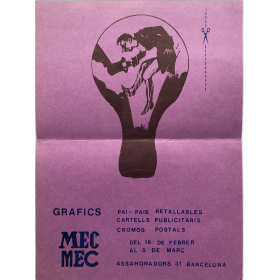 GRAFICS
MEC
MEC
PAI-PAIS RETALLABLES
CARTELLS PUBLICITARIS
CROMOS POSTALS
DEL 19 DE FEBRER
AL 5 DE MARÇ
ASSAHONADORS 31 BARCELONA